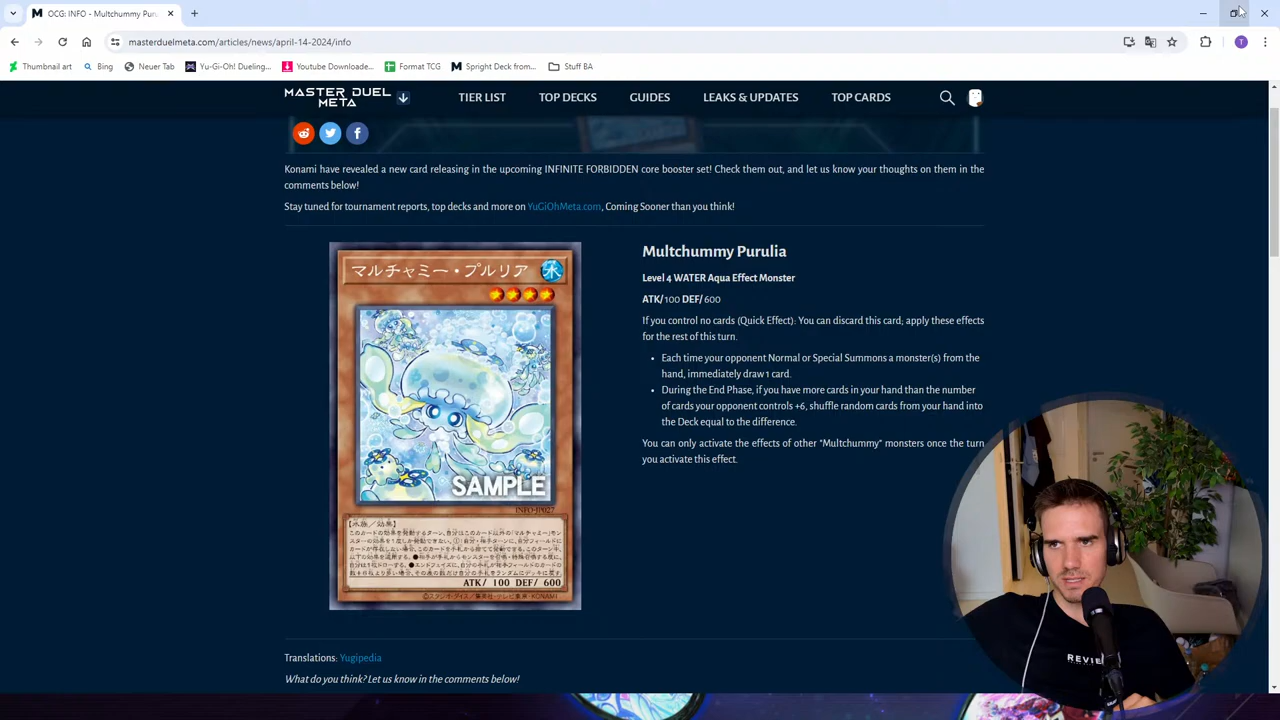 OCG: INFO - Multchummy Puru
masterduelmeta.com/articles/news/april-14-2024/info
T
Thumbnail art
Bing
Neuer Tab
Yu-Gi-Oh! Dueling...
Youtube Downloade...
Format TCG
Spright Deck from...
Stuff BA
MASTER DUEL
META
TIER LIST
TOP DECKS
GUIDES
LEAKS & UPDATES
TOP CARDS
Konami have revealed a new card releasing in the upcoming INFINITE FORBIDDEN core booster set! Check them out, and let us know your thoughts on them in the
comments below!
Stay tuned for tournament reports, top decks and more on YuGiOhMeta.com, Coming Sooner than you think!
マルチャミー・プルリア
水
SAMPLE
INFO-JP027
【水族/効果】
ATK/ 100 DEF/ 600
Multchummy Purulia
Level 4 WATER Aqua Effect Monster
ATK/ 100 DEF/ 600
If you control no cards (Quick Effect): You can discard this card; apply these effects
for the rest of this turn.
• Each time your opponent Normal or Special Summons a monster(s) from the
hand, immediately draw 1 card.
• During the End Phase, if you have more cards in your hand than the number
of cards your opponent controls +6, shuffle random cards from your hand into
the Deck equal to the difference.
You can only activate the effects of other “Multchummy” monsters once the turn
you activate this effect.
Translations: Yugipedia
What do you think? Let us know in the comments below!
REVIE